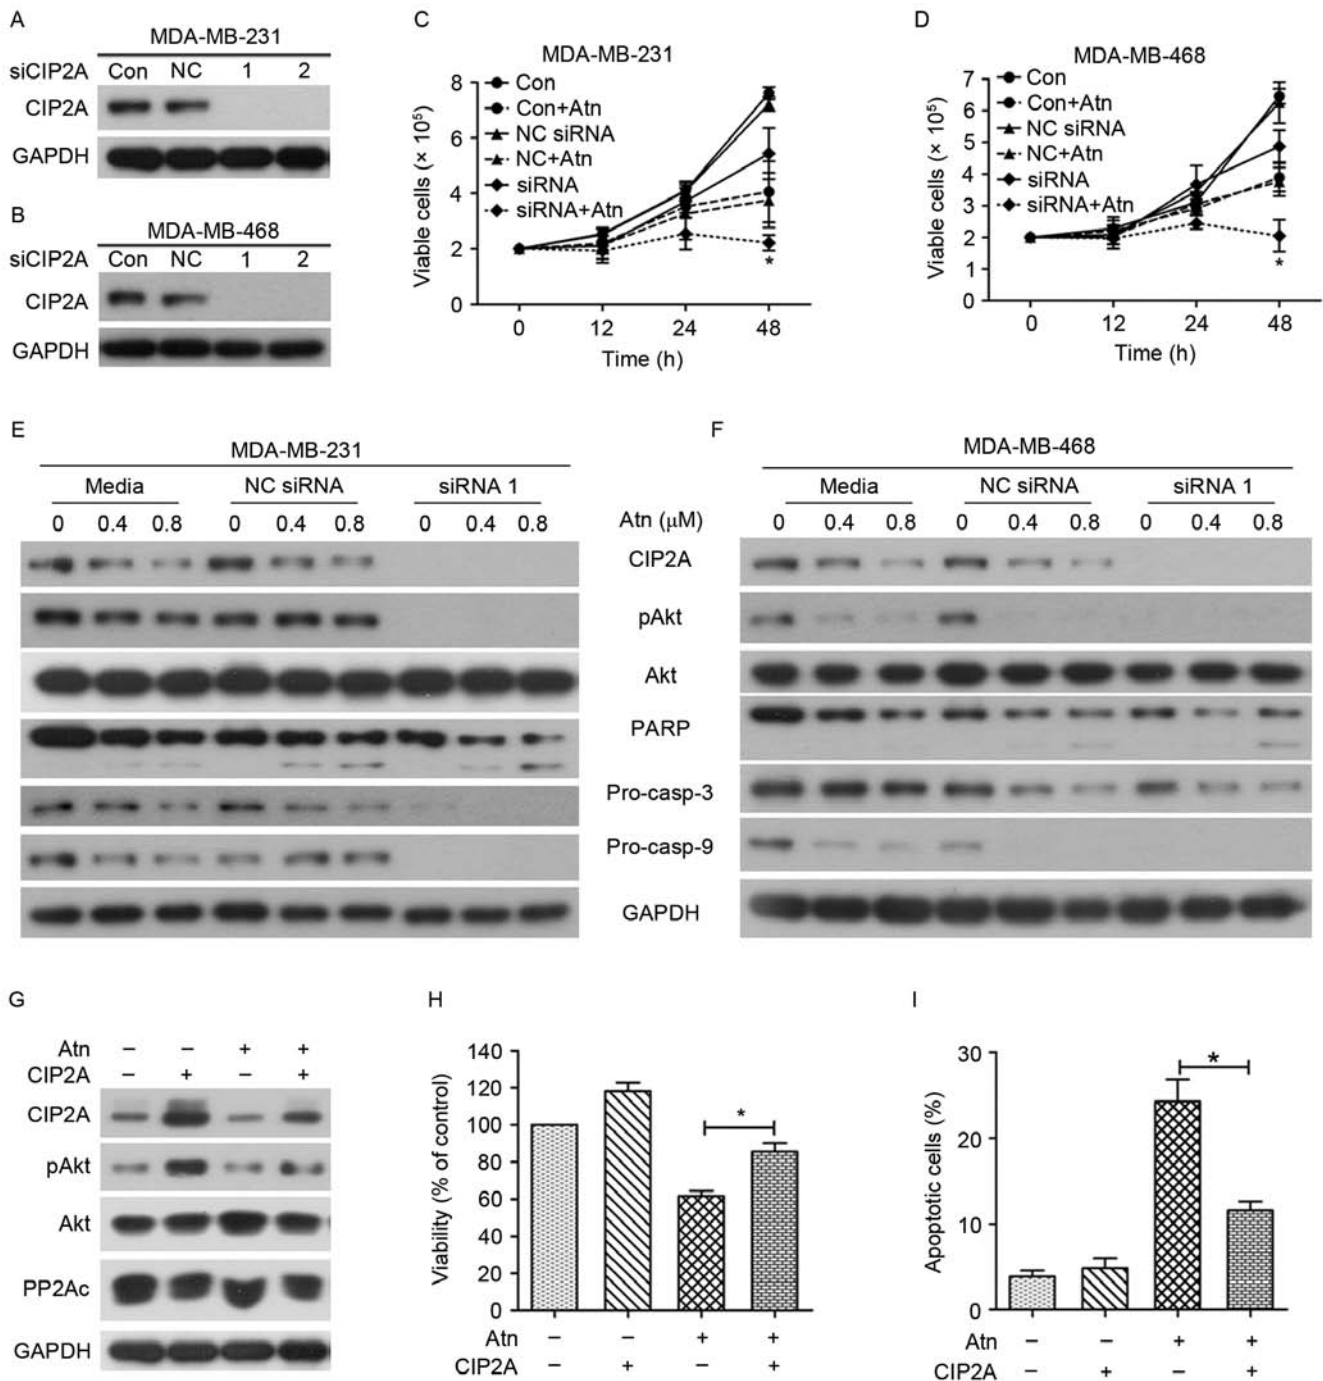 A
MDA-MB-231
siCIP2A Con NC 1 2
CIP2A
GAPDH
B
MDA-MB-468
siCIP2A Con NC 1 2
CIP2A
GAPDH
C
MDA-MB-231
Con
Con+Atn
NC siRNA
NC+Atn
siRNA
siRNA+Atn
Viable cells (× 10⁵)
8
6
4
2
0
*
0 12 24 48
Time (h)
D
MDA-MB-468
Con
Con+Atn
NC siRNA
NC+Atn
siRNA
siRNA+Atn
Viable cells (× 10⁵)
7
6
5
4
3
2
1
0
*
0 12 24 48
Time (h)
E
MDA-MB-231
Media NC siRNA siRNA 1
0 0.4 0.8 0 0.4 0.8 0 0.4 0.8
Atn (μM)
CIP2A
pAkt
Akt
PARP
Pro-casp-3
Pro-casp-9
GAPDH
F
MDA-MB-468
Media NC siRNA siRNA 1
0 0.4 0.8 0 0.4 0.8 0 0.4 0.8
G
Atn – – + +
CIP2A – + – +
CIP2A
pAkt
Akt
PP2Ac
GAPDH
H
Viability (% of control)
140
120
100
80
60
40
20
0
*
Atn – – + +
CIP2A – + – +
I
Apoptotic cells (%)
30
20
10
0
*
Atn – – + +
CIP2A – + – +